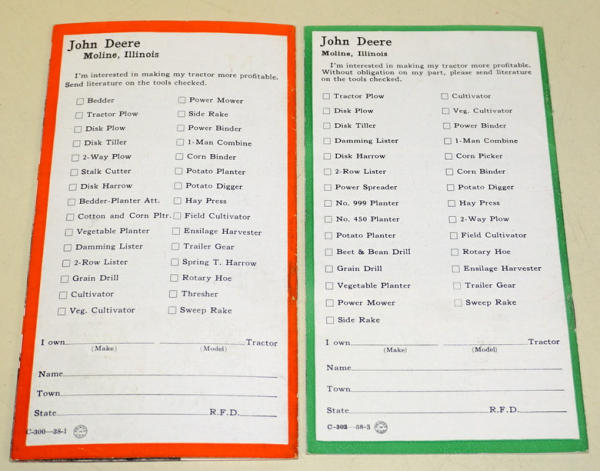 John Deere
Moline, Illinois
I'm interested in making my tractor more profitable.
Send literature on the tools checked.
Bedder
Tractor Plow
Disk Plow
Disk Tiller
2-Way Plow
Stalk Cutter
Disk Harrow
Bedder-Planter Att.
Cotton and Corn Pltr.
Vegetable Planter
Damming Lister
2-Row Lister
Grain Drill
Cultivator
Veg. Cultivator
Power Mower
Side Rake
Power Binder
1-Man Combine
Corn Binder
Potato Planter
Potato Digger
Hay Press
Field Cultivator
Ensilage Harvester
Trailer Gear
Spring T. Harrow
Rotary Hoe
Thresher
Sweep Rake
I own Tractor
(Make) (Model)
Name
Town
State R.F.D.
C-300—38-1
John Deere
Moline, Illinois
I'm interested in making my tractor more profitable.
Without obligation on my part, please send literature
on the tools checked.
Tractor Plow
Disk Plow
Disk Tiller
Damming Lister
Disk Harrow
2-Row Lister
Power Spreader
No. 999 Planter
No. 450 Planter
Potato Planter
Beet & Bean Drill
Grain Drill
Vegetable Planter
Power Mower
Side Rake
Cultivator
Veg. Cultivator
Power Binder
1-Man Combine
Corn Picker
Corn Binder
Potato Digger
Hay Press
2-Way Plow
Field Cultivator
Rotary Hoe
Ensilage Harvester
Trailer Gear
Sweep Rake
I own Tractor
(Make) (Model)
Name
Town
State R.F.D.